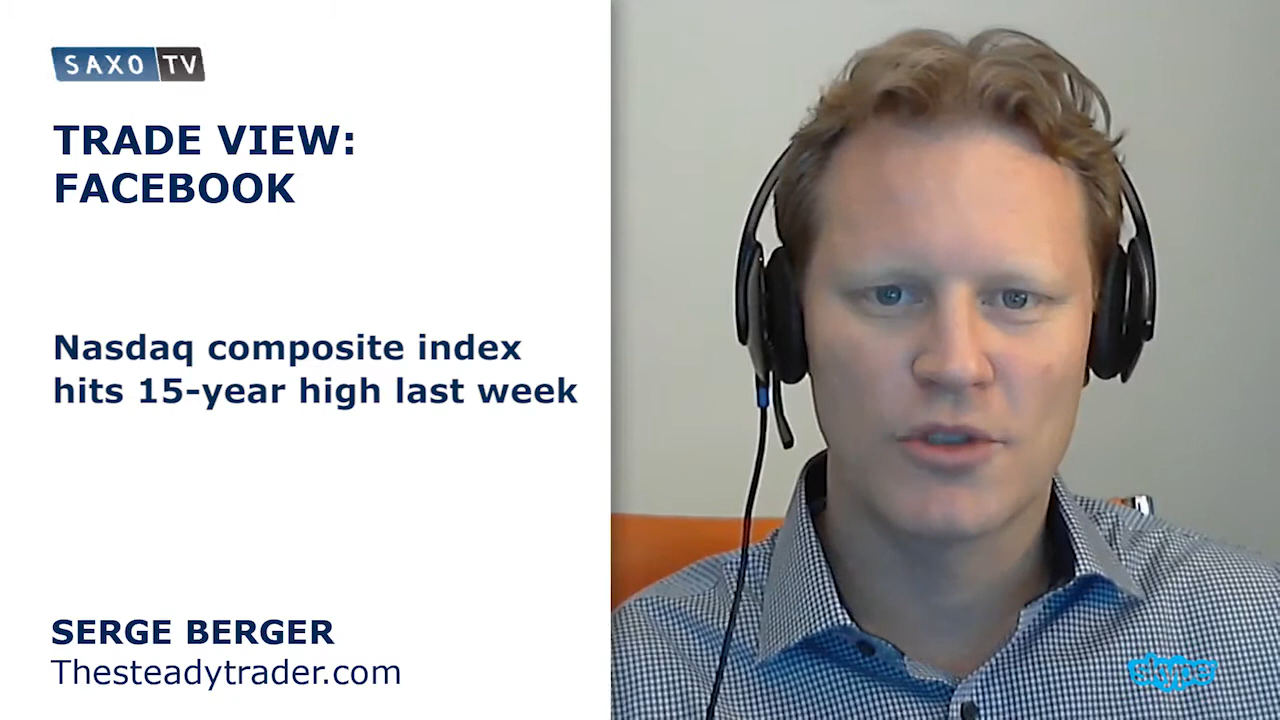 SAXO TV
TRADE VIEW:
FACEBOOK
Nasdaq composite index
hits 15-year high last week
SERGE BERGER
Thesteadytrader.com
skype